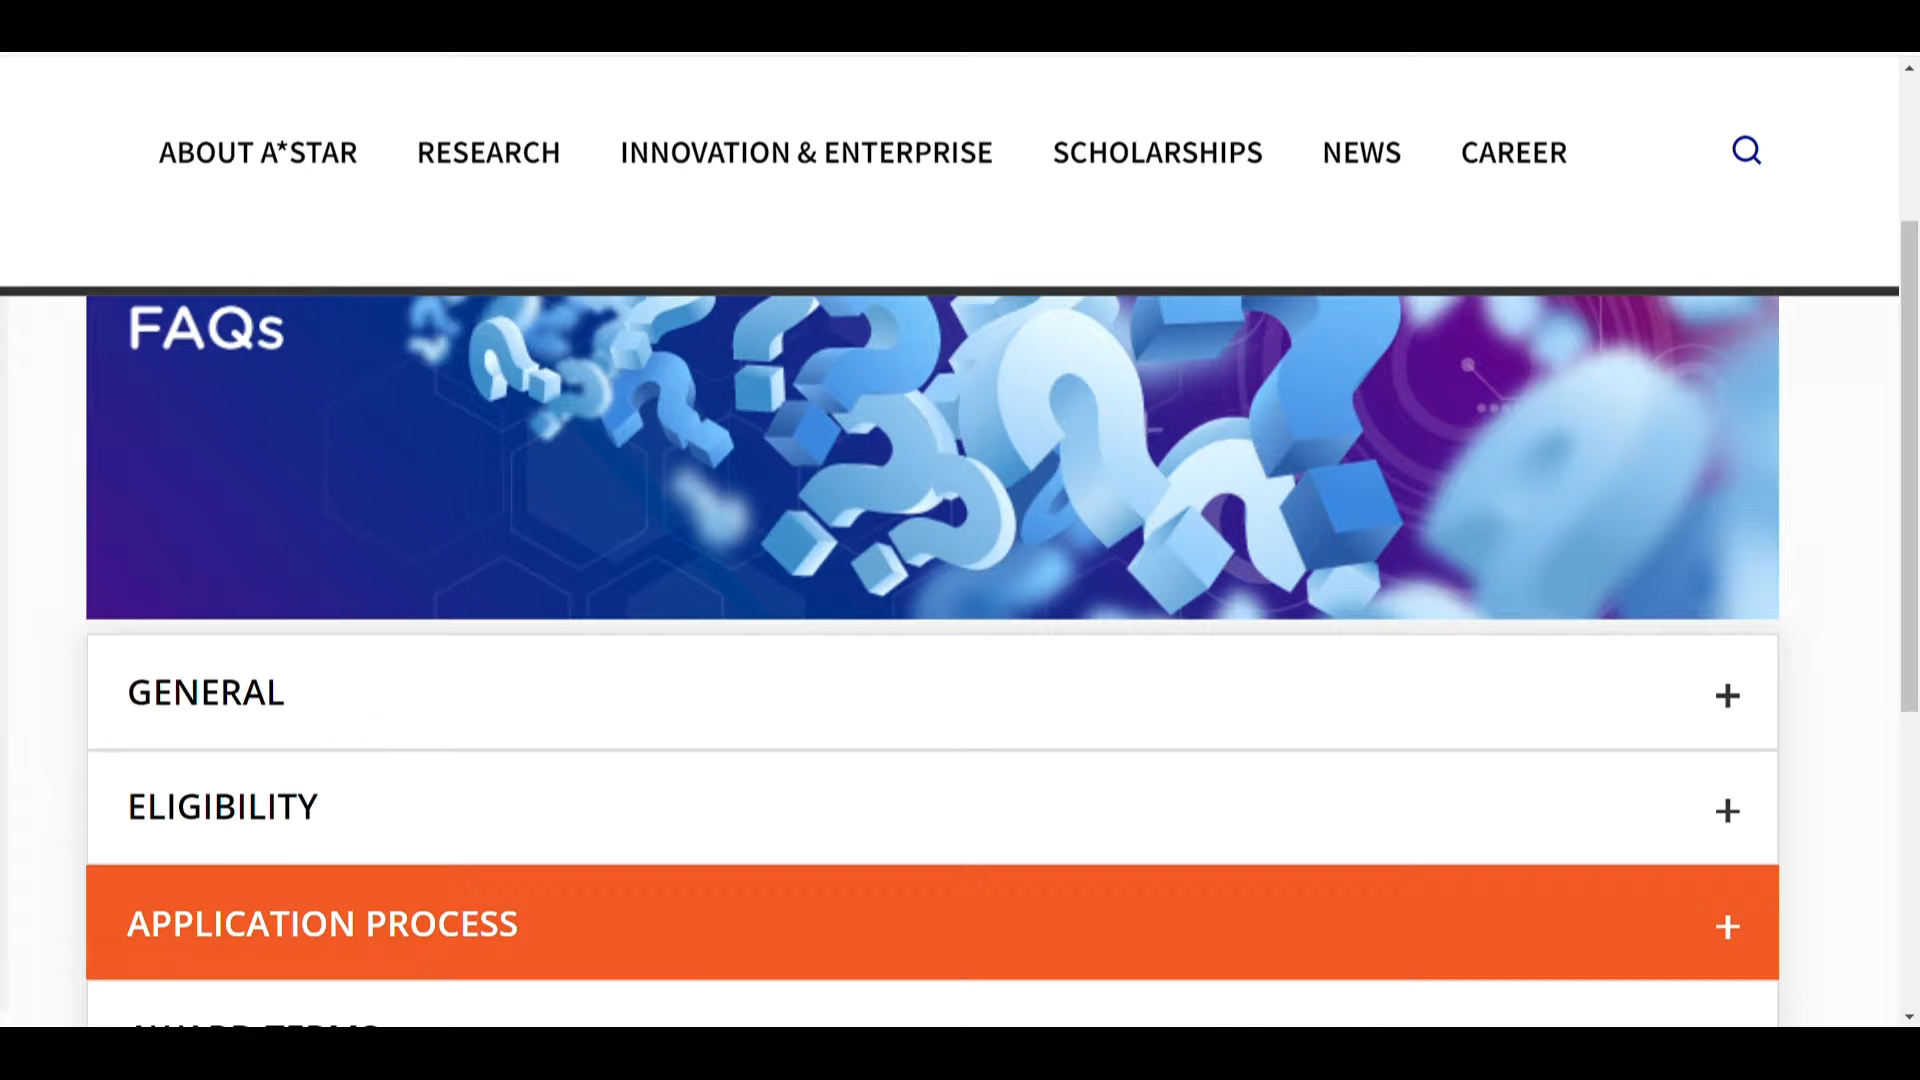 ABOUT A*STAR RESEARCH INNOVATION & ENTERPRISE SCHOLARSHIPS NEWS CAREER
FAQs
GENERAL
ELIGIBILITY
APPLICATION PROCESS